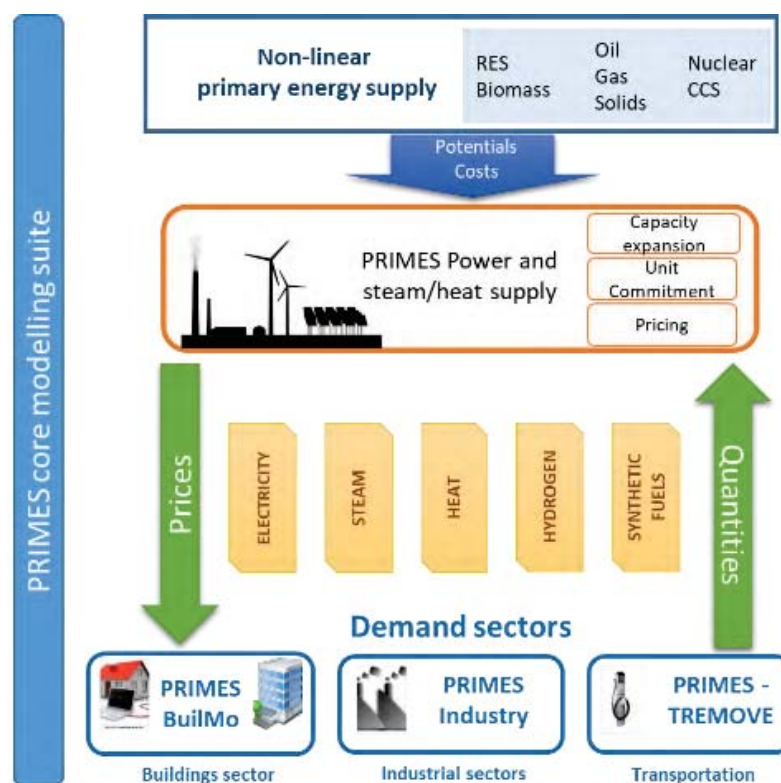 PRIMES core modelling suite
Non-linear
primary energy supply
RES
Biomass
Oil
Gas
Solids
Nuclear
CCS
Potentials
Costs
PRIMES Power and
steam/heat supply
Capacity
expansion
Unit
Commitment
Pricing
Prices
ELECTRICITY
STEAM
HEAT
HYDROGEN
SYNTHETIC
FUELS
Quantities
Demand sectors
PRIMES
BuilMo
PRIMES
Industry
PRIMES -
TREMOVE
Buildings sector
Industrial sectors
Transportation